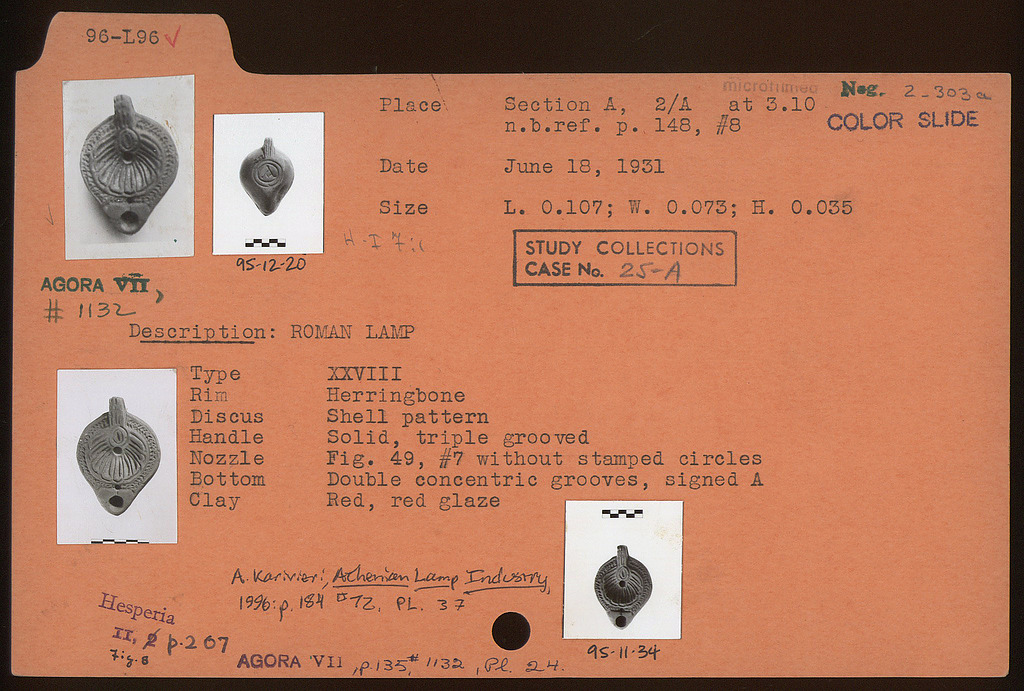 96-L96 ✓
microfilmed
Neg. 2-303a
COLOR SLIDE
Place Section A, 2/A at 3.10
n.b.ref. p. 148, #8
Date June 18, 1931
Size L. 0.107; W. 0.073; H. 0.035
STUDY COLLECTIONS
CASE No. 25-A
95-12-20
AGORA VII,
# 1132
Description: ROMAN LAMP
Type XXVIII
Rim Herringbone
Discus Shell pattern
Handle Solid, triple grooved
Nozzle Fig. 49, #7 without stamped circles
Bottom Double concentric grooves, signed A
Clay Red, red glaze
A. Karivieri, Athenian Lamp Industry,
1996: p. 184 #72, PL. 37
Hesperia
II, 2 p.207
Fig. 8
AGORA VII, p.135 # 1132, Pl. 24.
95-11-34